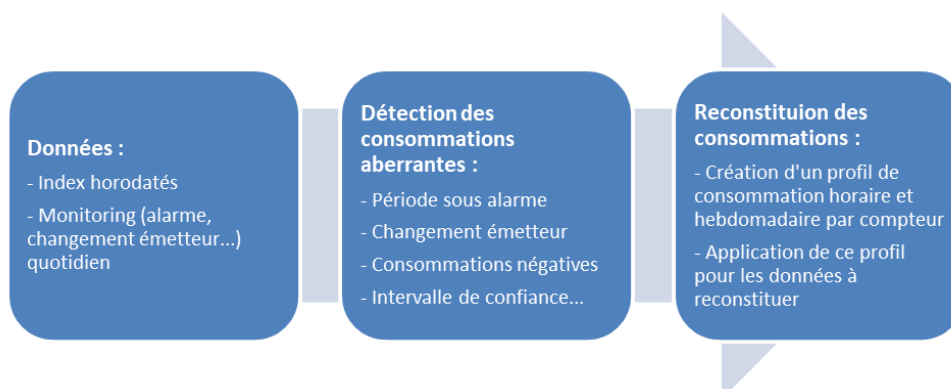 Données :
- Index horodatés
- Monitoring (alarme,
changement émetteur...)
quotidien
Détection des
consommations
aberrantes :
- Période sous alarme
- Changement émetteur
- Consommations négatives
- Intervalle de confiance...
Reconstituion des
consommations :
- Création d'un profil de
consommation horaire et
hebdomadaire par compteur
- Application de ce profil
pour les données à
reconstituer